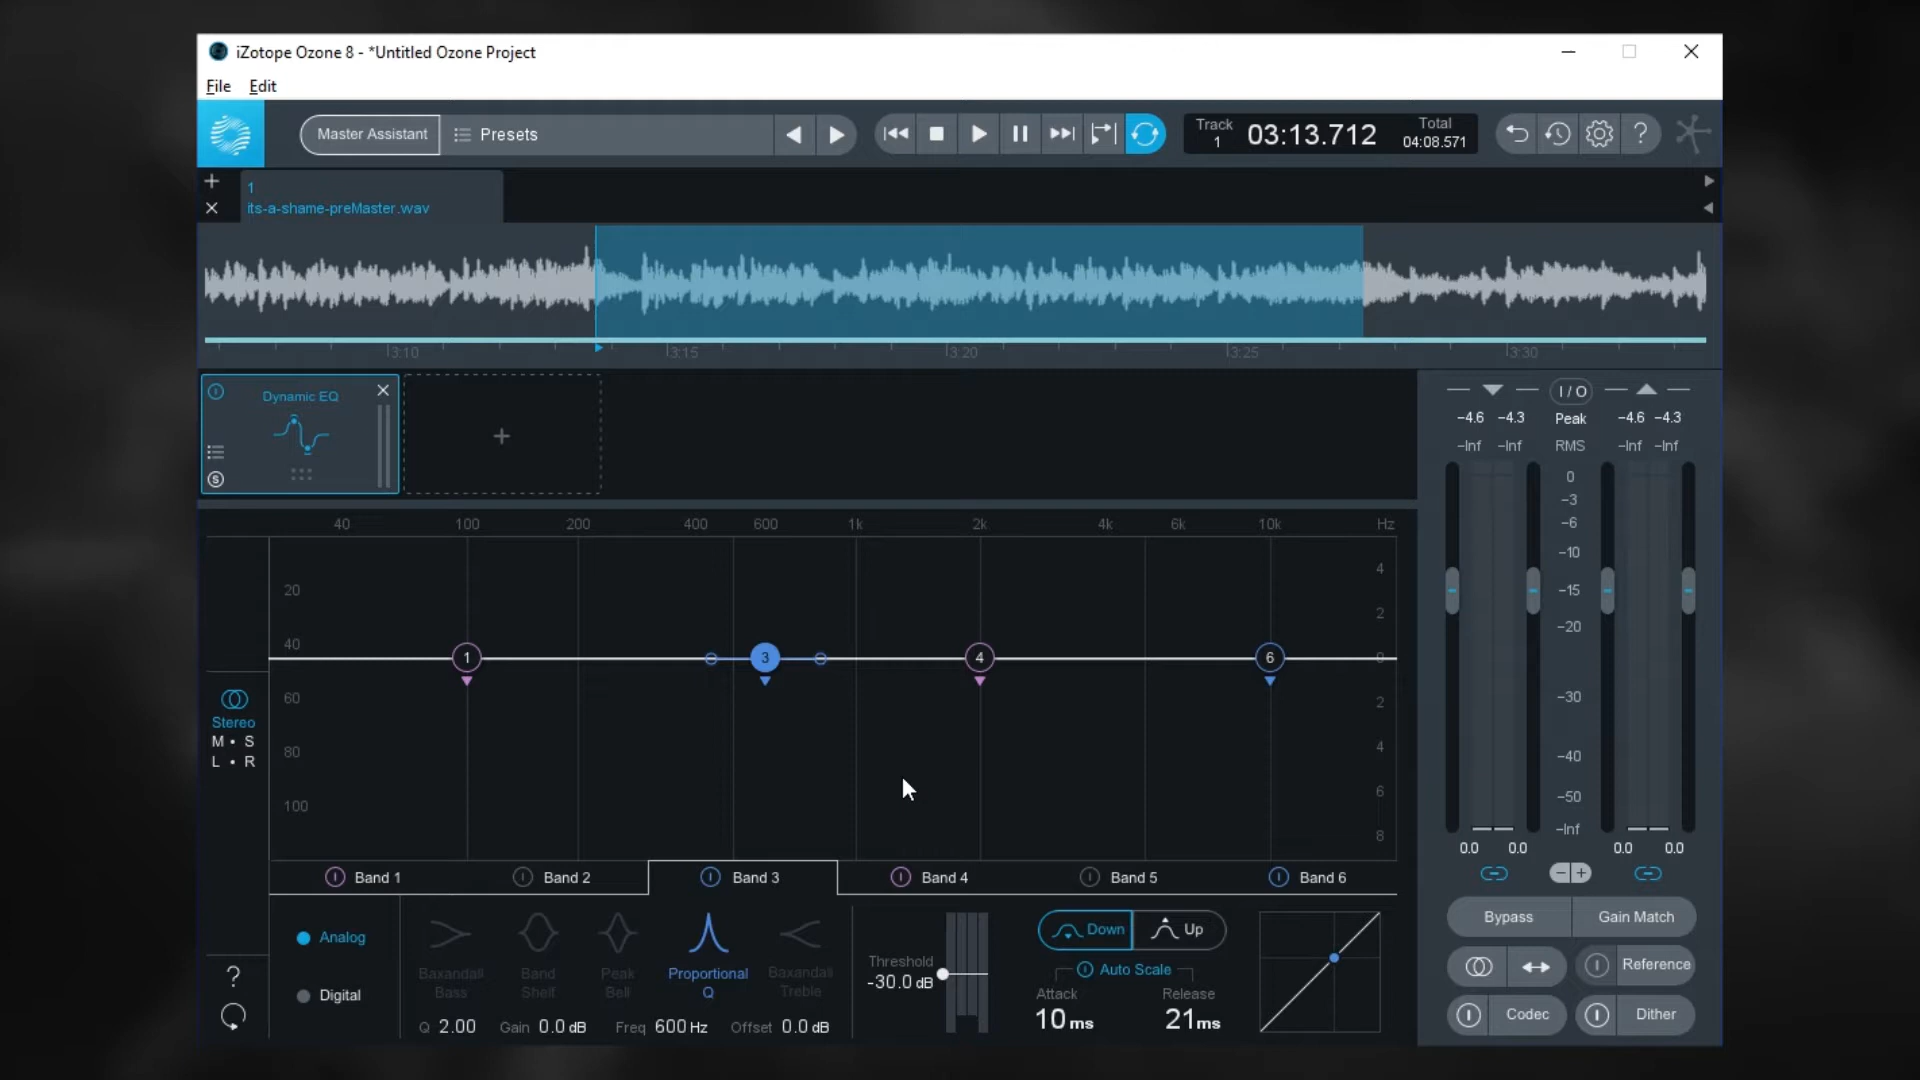 iZotope Ozone 8 - *Untitled Ozone Project
File Edit
Master Assistant Presets
Track 1 03:13.712 Total 04:08.571
?
1
its-a-shame-preMaster.wav
3:10 3:15 3:20 3:25 3:30
Dynamic EQ
S
I / O
-4.6 -4.3 Peak -4.6 -4.3
-Inf -Inf RMS -Inf -Inf
0
-3
-6
-10
-15
-20
-30
-40
-50
-Inf
0.0 0.0 0.0 0.0
Bypass Gain Match
Reference
Codec Dither
40 100 200 400 600 1k 2k 4k 6k 10k Hz
20
40
60
80
100
4
2
0
2
4
6
8
1 3 4 6
Stereo
M • S
L • R
?
Band 1 Band 2 Band 3 Band 4 Band 5 Band 6
Analog
Digital
Baxandall Bass
Band Shelf
Peak Bell
Proportional Q
Baxandall Treble
Q 2.00 Gain 0.0 dB Freq 600 Hz Offset 0.0 dB
Threshold
-30.0 dB
Down Up
Auto Scale
Attack Release
10 ms 21 ms